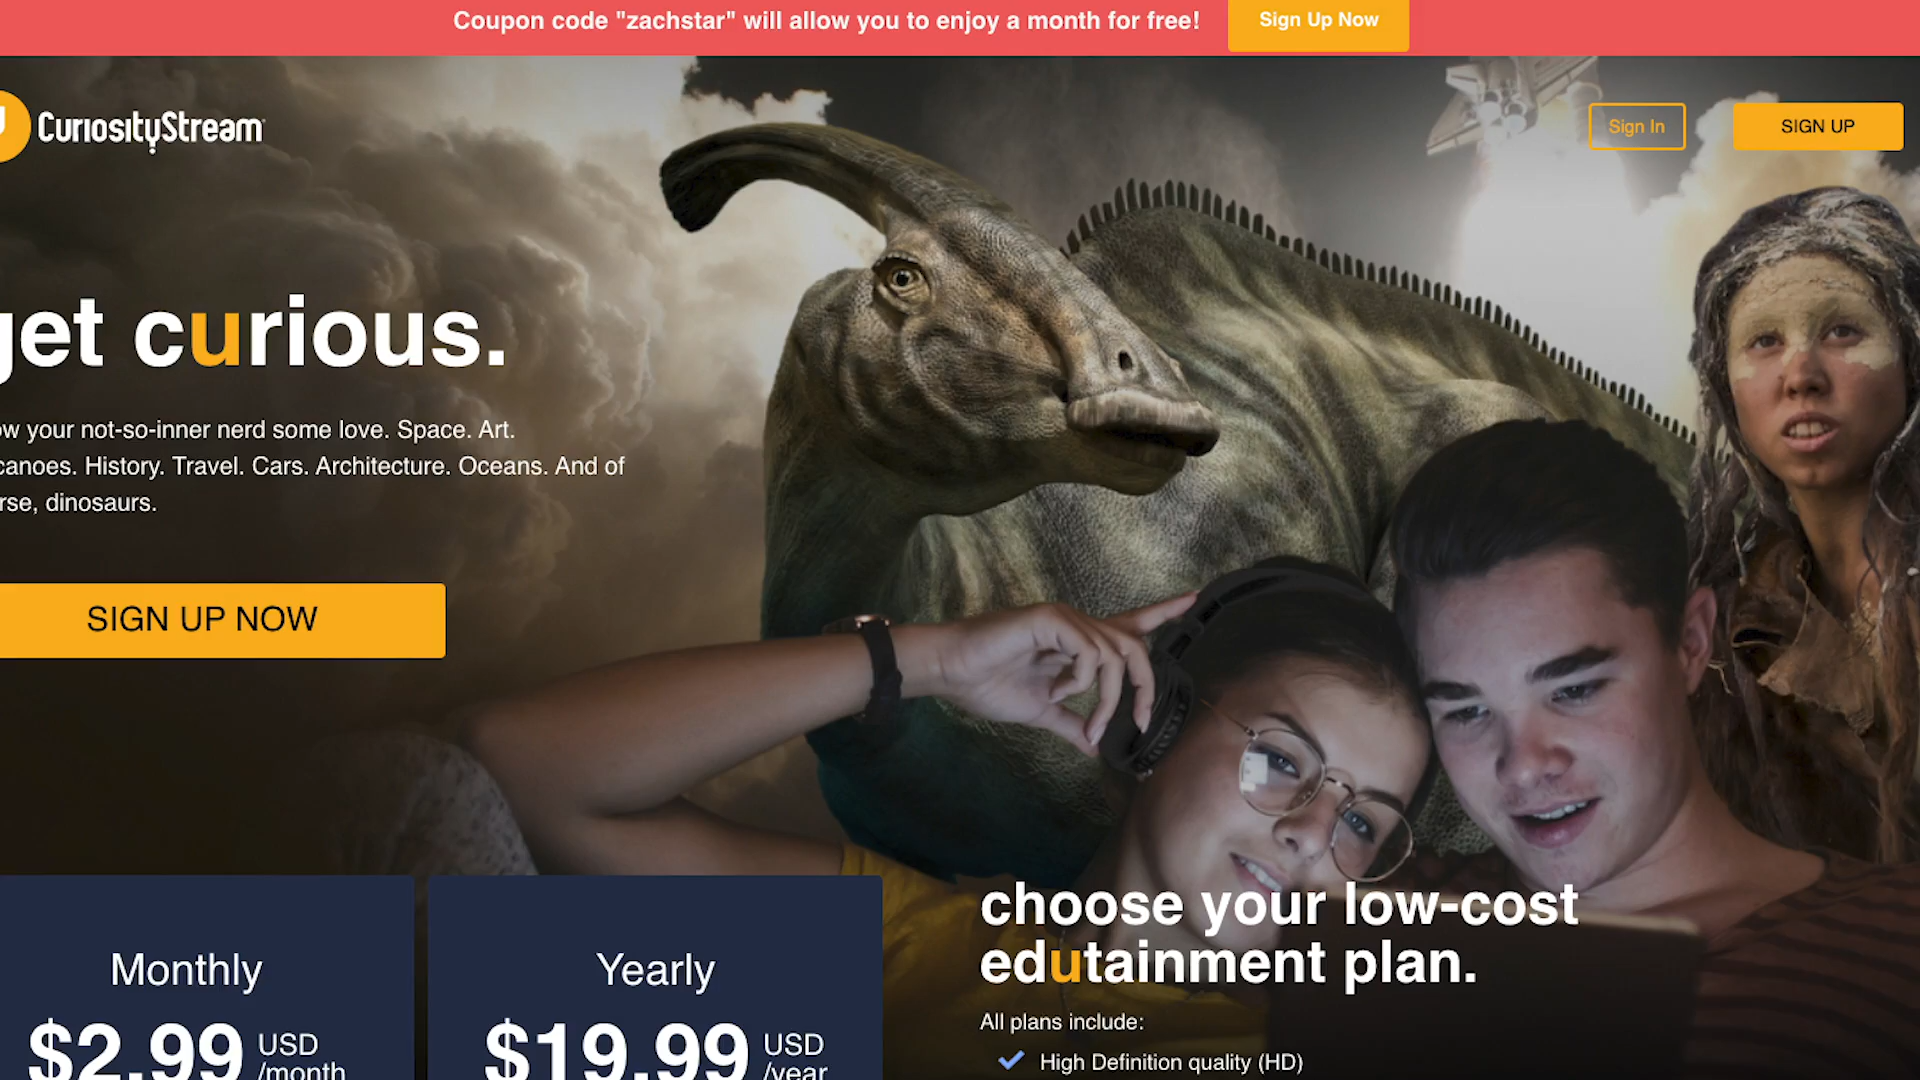 Coupon code "zachstar" will allow you to enjoy a month for free!
Sign Up Now
CuriosityStream
Sign In
SIGN UP
get curious.
your not-so-inner nerd some love. Space. Art.
History. Travel. Cars. Architecture. Oceans. And of
dinosaurs.
SIGN UP NOW
Monthly
$2.99 USD
/month
Yearly
$19.99 USD
/year
choose your low-cost
edutainment plan.
All plans include:
High Definition quality (HD)